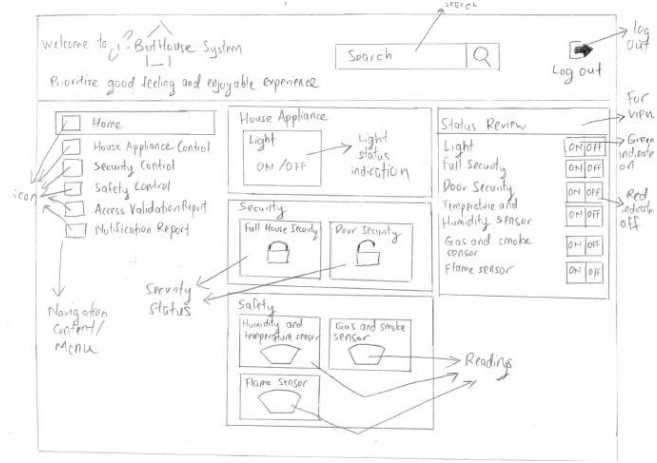 search
Welcome to i-BotHouse System
Search
Log out
log out
Prioritize good feeling and enjoyable experience
Home
House Appliance Control
Security Control
Safety Control
Access Validation Report
Notification Report
icon
Navigation
Content/
Menu
House Appliance
Light
ON / OFF
Light
status
indication
Security
Full House Security
Door Security
Security
status
Safety
Humidity and
temperature sensor
Gas and smoke
sensor
Flame sensor
Readings
Status Review
Light ON OFF
Full Security ON OFF
Door Security ON OFF
Temperature and
Humidity sensor ON OFF
Gas and smoke
sensor ON OFF
Flame sensor ON OFF
For
view
Green
indicate
on
Red
indicate
off